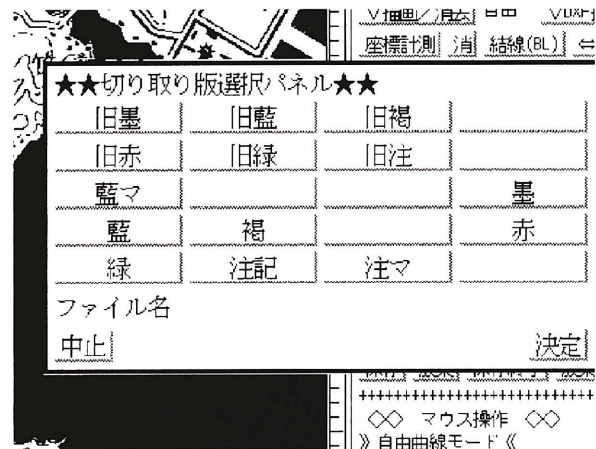 ▽描画/消去 自由 ▽DXF
座標計測 消 結線(BL) ⇔
★★切り取り版選択パネル★★
旧墨 旧藍 旧褐
旧赤 旧緑 旧注
藍マ 墨
藍 褐 赤
緑 注記 注マ
ファイル名
中止 決定
++++++++++++++++++++++++++
◇◇ マウス操作 ◇◇
》自由曲線モード《